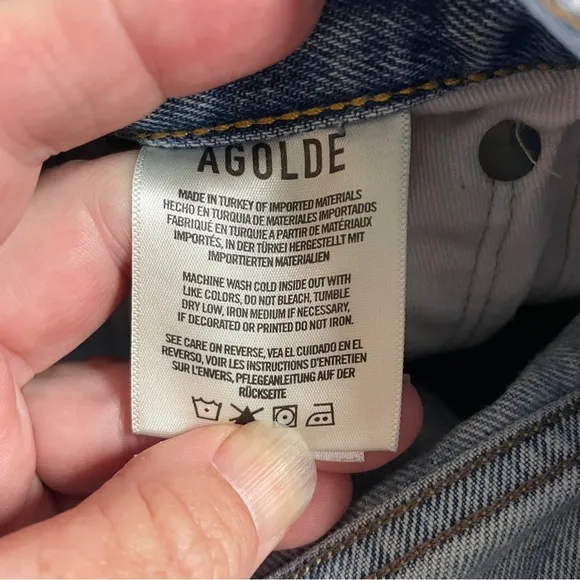 AGOLDE
MADE IN TURKEY OF IMPORTED MATERIALS
HECHO EN TURQUIA DE MATERIALES IMPORTADOS
FABRIQUÉ EN TURQUIE A PARTIR DE MATÉRIAUX
IMPORTÉS, IN DER TÜRKEI HERGESTELLT MIT
IMPORTIERTEN MATERIALIEN
MACHINE WASH COLD INSIDE OUT WITH
LIKE COLORS, DO NOT BLEACH, TUMBLE
DRY LOW, IRON MEDIUM IF NECESSARY,
IF DECORATED OR PRINTED DO NOT IRON.
SEE CARE ON REVERSE, VEA EL CUIDADO EN EL
REVERSO, VOIR LES INSTRUCTIONS D'ENTRETIEN
SUR L'ENVERS, PFLEGEANLEITUNG AUF DER
RÜCKSEITE